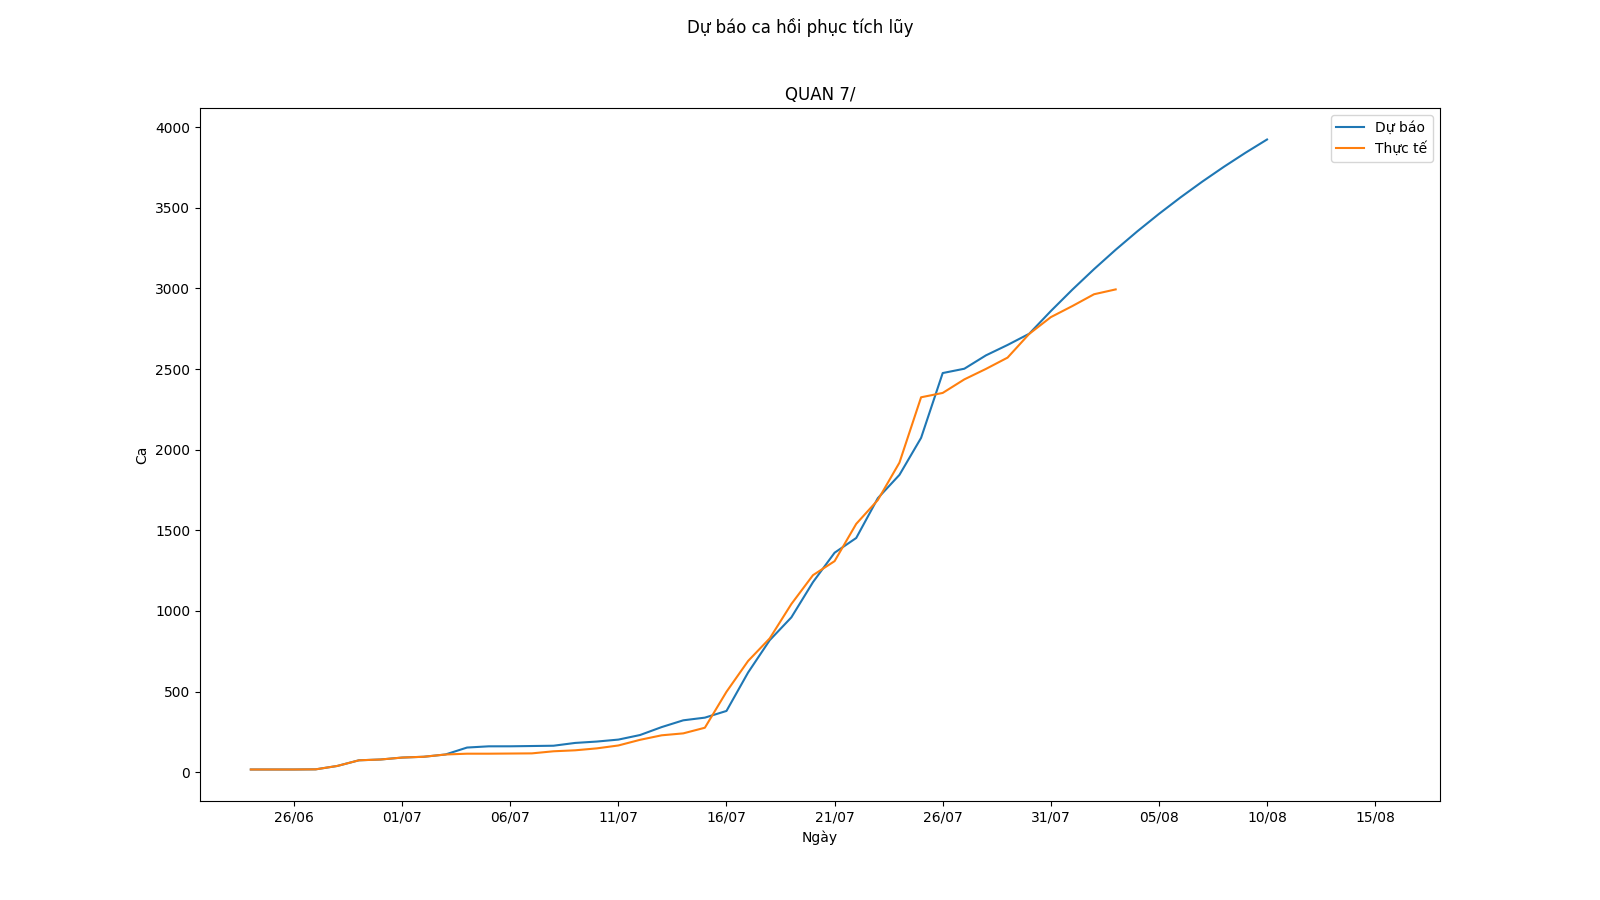 Dự báo ca hồi phục tích lũy
QUAN 7/
Dự báo
Thực tế
4000
3500
3000
2500
2000
1500
1000
500
0
Ca
26/06 01/07 06/07 11/07 16/07 21/07 26/07 31/07 05/08 10/08 15/08
Ngày